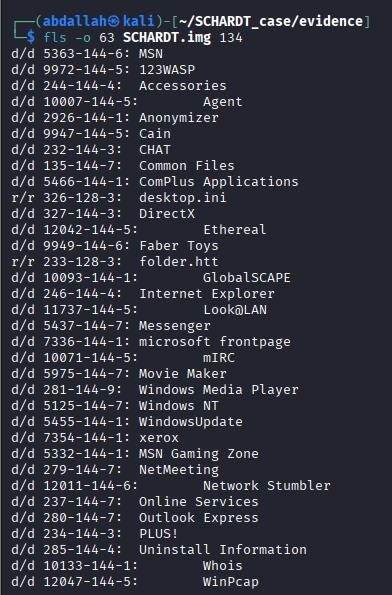 ┌──(abdallah㉿kali)-[~/SCHARDT_case/evidence]
└─$ fls -o 63 SCHARDT.img 134
d/d 5363-144-6: MSN
d/d 9972-144-5: 123WASP
d/d 244-144-4:  Accessories
d/d 10007-144-5:        Agent
d/d 2926-144-1: Anonymizer
d/d 9947-144-5: Cain
d/d 232-144-3:  CHAT
d/d 135-144-7:  Common Files
d/d 5466-144-1: ComPlus Applications
r/r 326-128-3:  desktop.ini
d/d 327-144-3:  DirectX
d/d 12042-144-5:        Ethereal
d/d 9949-144-6: Faber Toys
r/r 233-128-3:  folder.htt
d/d 10093-144-1:        GlobalSCAPE
d/d 246-144-4:  Internet Explorer
d/d 11737-144-5:        Look@LAN
d/d 5437-144-7: Messenger
d/d 7336-144-1: microsoft frontpage
d/d 10071-144-5:        mIRC
d/d 5975-144-7: Movie Maker
d/d 281-144-9:  Windows Media Player
d/d 5125-144-7: Windows NT
d/d 5455-144-1: WindowsUpdate
d/d 7354-144-1: xerox
d/d 5332-144-1: MSN Gaming Zone
d/d 279-144-7:  NetMeeting
d/d 12011-144-6:        Network Stumbler
d/d 237-144-7:  Online Services
d/d 280-144-7:  Outlook Express
d/d 234-144-3:  PLUS!
d/d 285-144-4:  Uninstall Information
d/d 10133-144-1:        Whois
d/d 12047-144-5:        WinPcap